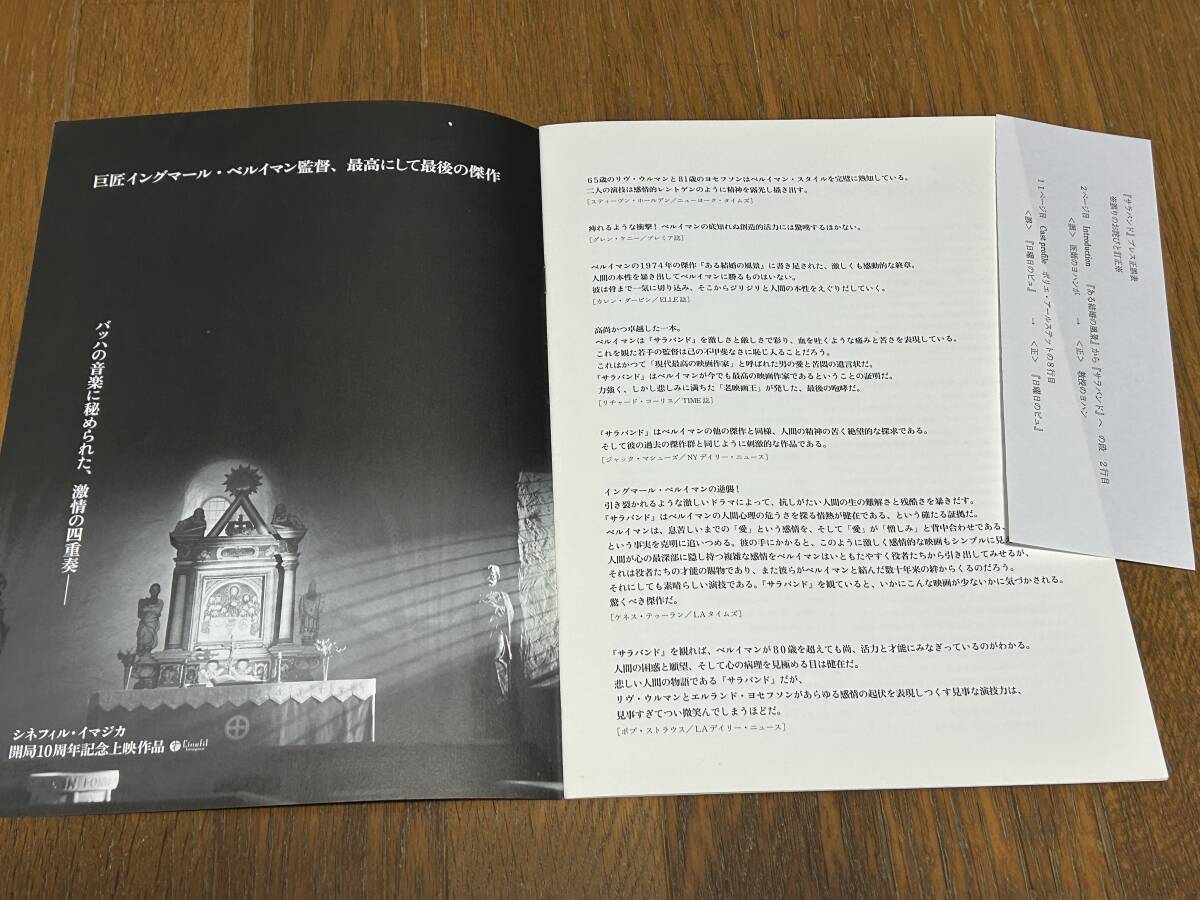 巨匠イングマール・ベルイマン監督、最高にして最後の傑作
バッハの音楽に秘められた、激情の四重奏――
シネフィル・イマジカ
開局10周年記念上映作品
65歳のリヴ・ウルマンと81歳のヨセフソンはベルイマン・スタイルを完璧に熟知している。
二人の演技は感情的レントゲンのように精神を露光し描き出す。
[スティーヴン・ホールデン/ニューヨーク・タイムズ]
痺れるような衝撃! ベルイマンの底知れぬ創造的活力には驚嘆するほかない。
[グレン・ケニー/プレミア誌]
ベルイマンの1974年の傑作『ある結婚の風景』に書き足された、激しくも感動的な終章。
人間の本性を暴き出してベルイマンに勝るものはいない。
彼は骨まで一気に切り込み、そこからジリジリと人間の本性をえぐりだしていく。
[カレン・ダービン/ELLE誌]
高尚かつ卓越した一本。
ベルイマンは『サラバンド』を激しさと儼しさで彩り、血を吐くような痛みと苦さを表現している。
これを観た若手の監督は己の不甲斐なさに恥じ入ることだろう。
これはかつて「現代最高の映画作家」と呼ばれた男の愛と苦悶の遺言状だ。
『サラバンド』はベルイマンが今でも最高の映画作家であるということの証明だ。
力強く、しかし悲しみに満ちた「老映画王」が発した、最後の咆哮だ。
[リチャード・コーリス/TIME誌]
『サラバンド』はベルイマンの他の傑作と同様、人間の精神の苦く絶望的な探求である。
そして彼の過去の傑作群と同じように刺激的な作品である。
[ジャック・マシューズ/NYデイリー・ニュース]
イングマール・ベルイマンの逆襲!
引き裂かれるような激しいドラマによって、抗しがたい人間の生の難解さと残酷さを暴きだす。
『サラバンド』はベルイマンの人間心理の危うさを探る情熱が健在である、という確たる証拠だ。
ベルイマンは、息苦しいまでの「愛」という感情を、そして「愛」が「憎しみ」と背中合わせである、
という事実を克明に追いつめる。彼の手にかかると、このように激しく感情的な映画もシンプルに見え
人間が心の最深部に隠し持つ複雑な感情をベルイマンはいともたやすく役者たちから引き出してみせるが、
それは役者たちの才能の賜物であり、また彼らがベルイマンと結んだ数十年来の絆からくるのだろう。
それにしても素晴らしい演技である。『サラバンド』を観ていると、いかにこんな映画が少ないかに気づかされる。
驚くべき傑作だ。
[ケネス・テゥーラン/LAタイムズ]
『サラバンド』を観れば、ベルイマンが80歳を超えても尚、活力と才能にみなぎっているのがわかる。
人間の困惑と願望、そして心の病理を見極める目は健在だ。
悲しい人間の物語である『サラバンド』だが、
リヴ・ウルマンとエルランド・ヨセフソンがあらゆる感情の起伏を表現しつくす見事な演技力は、
見事すぎてつい微笑んでしまうほどだ。
[ボブ・ストラウス/LAデイリー・ニュース]
『サラバンド』プレス正誤表
※誤りのお詫びと訂正※
2ページ目 Introduction 『ある結婚の風景』から『サラバンド』へ の段 2行目
<誤> 医師のヨハンが → <正> 教授のヨハン
11ページ目 Cast profile ボリエ・アールステットの8行目
<誤> 『日曜日のピュ』 → <正> 『日曜日のピュ』